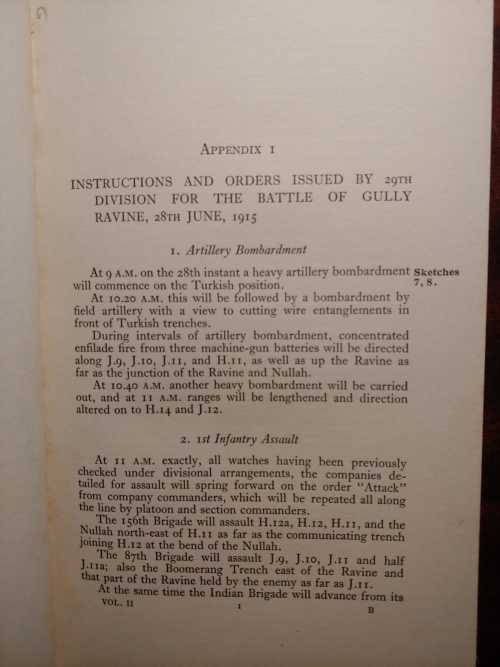 APPENDIX I
INSTRUCTIONS AND ORDERS ISSUED BY 29TH
DIVISION FOR THE BATTLE OF GULLY
RAVINE, 28TH JUNE, 1915
1. Artillery Bombardment
At 9 A.M. on the 28th instant a heavy artillery bombardment Sketches
will commence on the Turkish position. 7, 8.
At 10.20 A.M. this will be followed by a bombardment by
field artillery with a view to cutting wire entanglements in
front of Turkish trenches.
During intervals of artillery bombardment, concentrated
enfilade fire from three machine-gun batteries will be directed
along J.9, J.10, J.11, and H.11, as well as up the Ravine as
far as the junction of the Ravine and Nullah.
At 10.40 A.M. another heavy bombardment will be carried
out, and at 11 A.M. ranges will be lengthened and direction
altered on to H.14 and J.12.
2. 1st Infantry Assault
At 11 A.M. exactly, all watches having been previously
checked under divisional arrangements, the companies de-
tailed for assault will spring forward on the order "Attack"
from company commanders, which will be repeated all along
the line by platoon and section commanders.
The 156th Brigade will assault H.12a, H.12, H.11, and the
Nullah north-east of H.11 as far as the communicating trench
joining H.12 at the bend of the Nullah.
The 87th Brigade will assault J.9, J.10, J.11 and half
J.11a; also the Boomerang Trench east of the Ravine and
that part of the Ravine held by the enemy as far as J.11.
At the same time the Indian Brigade will advance from its
VOL. II 1 B